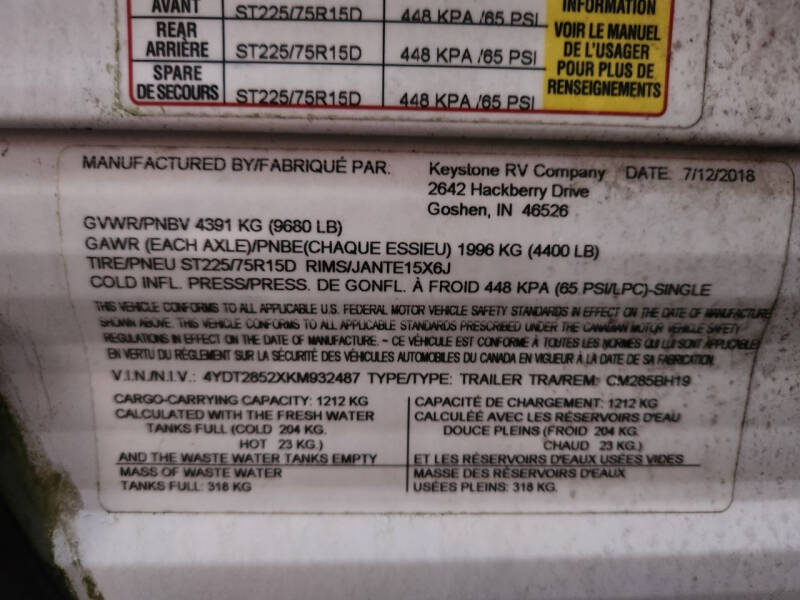 AVANT ST225/75R15D 448 KPA /65 PSI
REAR
ARRIÈRE ST225/75R15D 448 KPA /65 PSI
SPARE
DE SECOURS ST225/75R15D 448 KPA /65 PSI
INFORMATION
VOIR LE MANUEL
DE L'USAGER
POUR PLUS DE
RENSEIGNEMENTS
MANUFACTURED BY/FABRIQUÉ PAR. Keystone RV Company DATE: 7/12/2018
2642 Hackberry Drive
Goshen, IN 46526
GVWR/PNBV 4391 KG (9680 LB)
GAWR (EACH AXLE)/PNBE(CHAQUE ESSIEU) 1996 KG (4400 LB)
TIRE/PNEU ST225/75R15D RIMS/JANTE15X6J
COLD INFL. PRESS/PRESS. DE GONFL. À FROID 448 KPA (65 PSI/LPC)-SINGLE
THIS VEHICLE CONFORMS TO ALL APPLICABLE U.S. FEDERAL MOTOR VEHICLE SAFETY STANDARDS IN EFFECT ON THE DATE OF MANUFACTURE
SHOWN ABOVE. THIS VEHICLE CONFORMS TO ALL APPLICABLE STANDARDS PRESCRIBED UNDER THE CANADIAN MOTOR VEHICLE SAFETY
REGULATIONS IN EFFECT ON THE DATE OF MANUFACTURE. ~ CE VÉHICULE EST CONFORME À TOUTES LES NORMES QUI LUI SONT APPLICABLES
EN VERTU DU RÈGLEMENT SUR LA SÉCURITÉ DES VÉHICULES AUTOMOBILES DU CANADA EN VIGUEUR À LA DATE DE SA FABRICATION.
V.I.N./N.I.V.: 4YDT2852XKM932487 TYPE/TYPE: TRAILER TRA/REM: CM285BH19
CARGO-CARRYING CAPACITY: 1212 KG
CALCULATED WITH THE FRESH WATER
TANKS FULL (COLD 204 KG.
HOT 23 KG.)
AND THE WASTE WATER TANKS EMPTY
MASS OF WASTE WATER
TANKS FULL: 318 KG
CAPACITÉ DE CHARGEMENT: 1212 KG
CALCULÉE AVEC LES RÉSERVOIRS D'EAU
DOUCE PLEINS (FROID 204 KG.
CHAUD 23 KG.)
ET LES RÉSERVOIRS D'EAUX USÉES VIDES
MASSE DES RÉSERVOIRS D'EAUX
USÉES PLEINS: 318 KG.